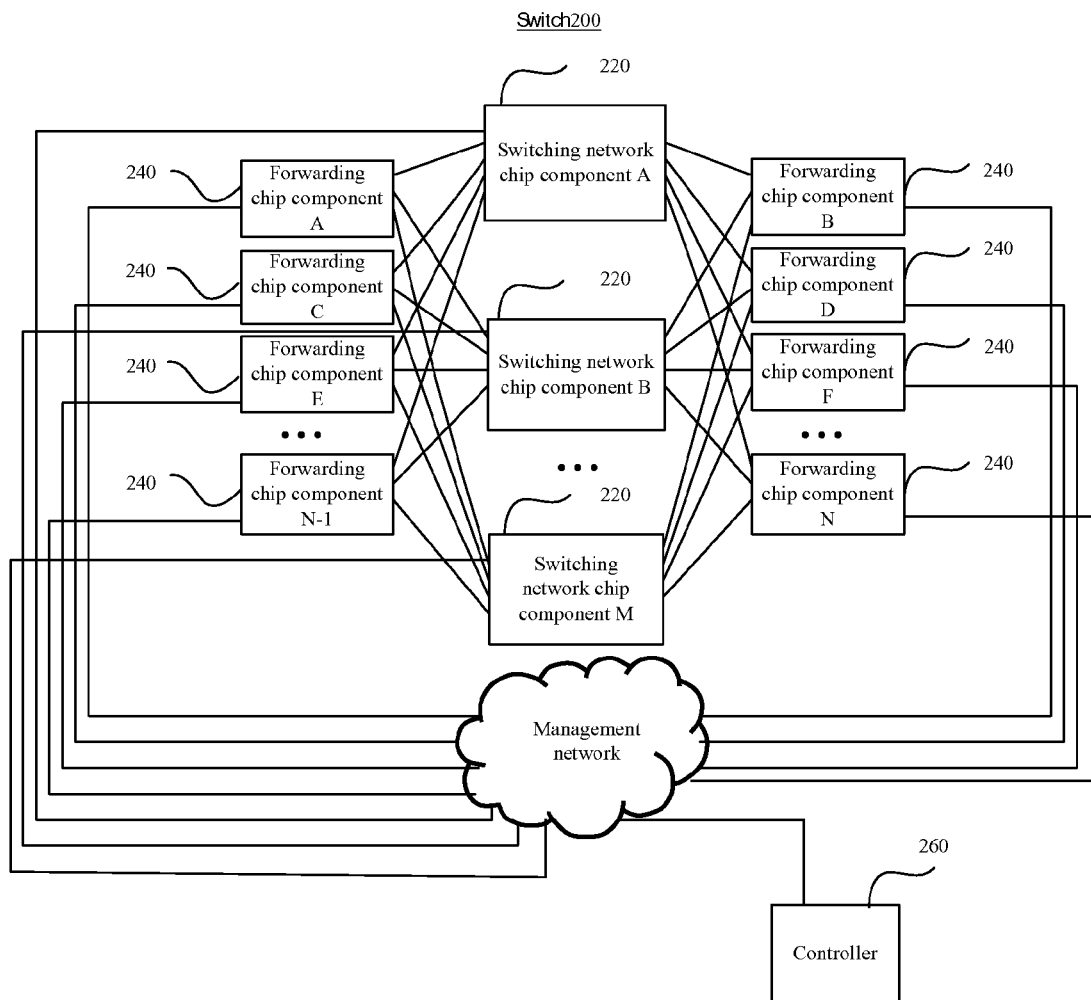 Switch200
220
Switching network
chip component A
240
Forwarding
chip component
A
Forwarding
chip component
B
240
240
Forwarding
chip component
C
220
Forwarding
chip component
D
240
Switching network
chip component B
240
Forwarding
chip component
E
Forwarding
chip component
F
240
• • •
• • •
240
Forwarding
chip component
N-1
• • •
Forwarding
chip component
N
240
220
Switching
network chip
component M
Management
network
260
Controller